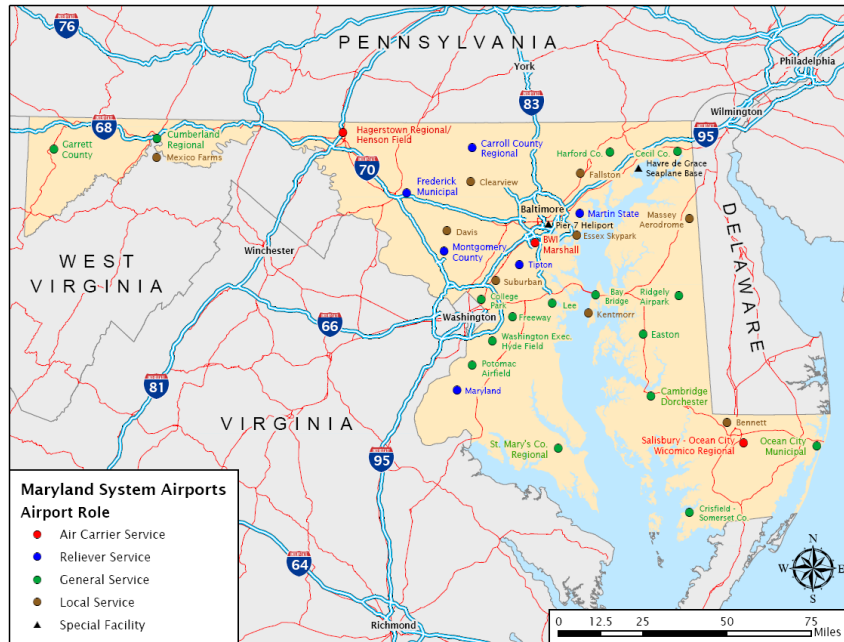 76
PENNSYLVANIA
York
Philadelphia
83
Wilmington
68
95
Hagerstown Regional/
Henson Field
Cumberland
Regional
Garrett
County
Mexico Farms
Carroll County
Regional
Harford Co.
Cecil Co.
Havre de Grace
Seaplane Base
70
Fallston
Clearview
Frederick
Municipal
Baltimore
Martin State
Massey
Aerodrome
Pier 7 Heliport
Essex Skypark
Davis
BWI
Marshall
DELAWARE
Winchester
Montgomery
County
Tipton
WEST
VIRGINIA
Suburban
College
Park
Bay
Bridge
Ridgely
Airpark
Lee
Washington
Freeway
Kentmorr
66
Washington Exec.
Hyde Field
Easton
Potomac
Airfield
81
Maryland
Cambridge
Dorchester
VIRGINIA
Bennett
St. Mary's Co.
Regional
Salisbury - Ocean City
Wicomico Regional
Ocean City
Municipal
95
Crisfield -
Somerset Co.
Maryland System Airports
Airport Role
Air Carrier Service
Reliever Service
General Service
Local Service
Special Facility
64
Richmond
N
W
E
S
0 12.5 25 50 75
Miles